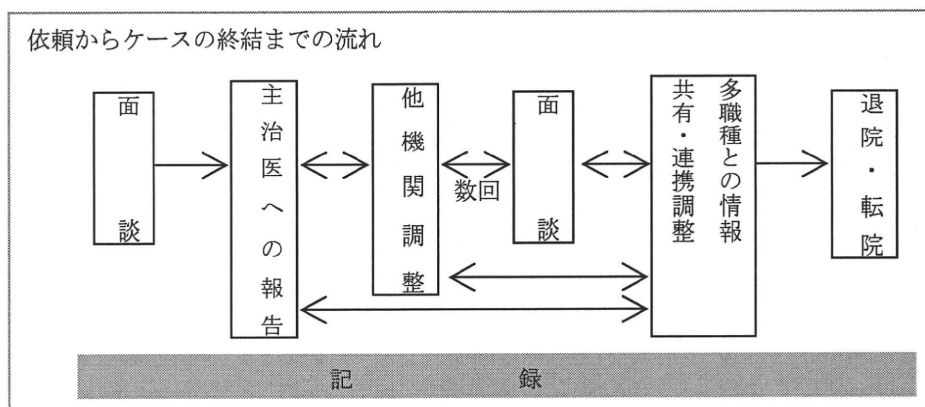 依頼からケースの終結までの流れ
面談
主治医への報告
他機関調整
数回
面談
多職種との情報
共有・連携調整
退院・転院
記録